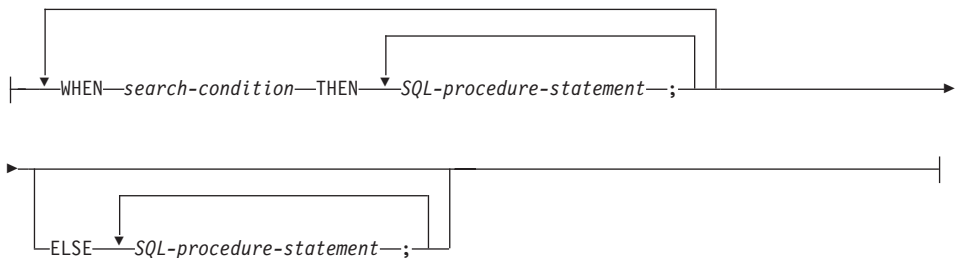 WHEN search-condition THEN SQL-procedure-statement ;
ELSE SQL-procedure-statement ;